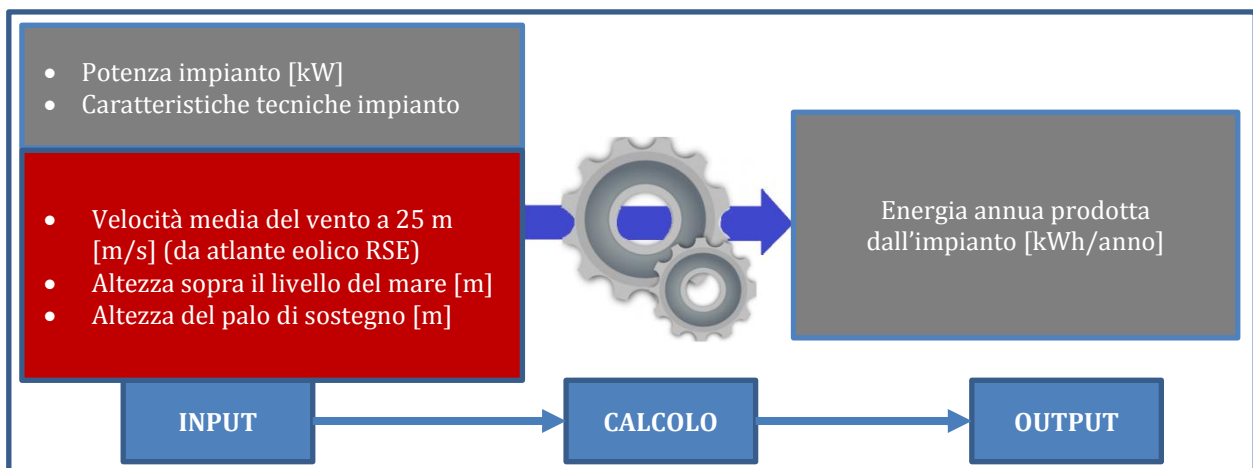 • Potenza impianto [kW]
• Caratteristiche tecniche impianto
• Velocità media del vento a 25 m
[m/s] (da atlante eolico RSE)
• Altezza sopra il livello del mare [m]
• Altezza del palo di sostegno [m]
Energia annua prodotta
dall’impianto [kWh/anno]
INPUT
CALCOLO
OUTPUT